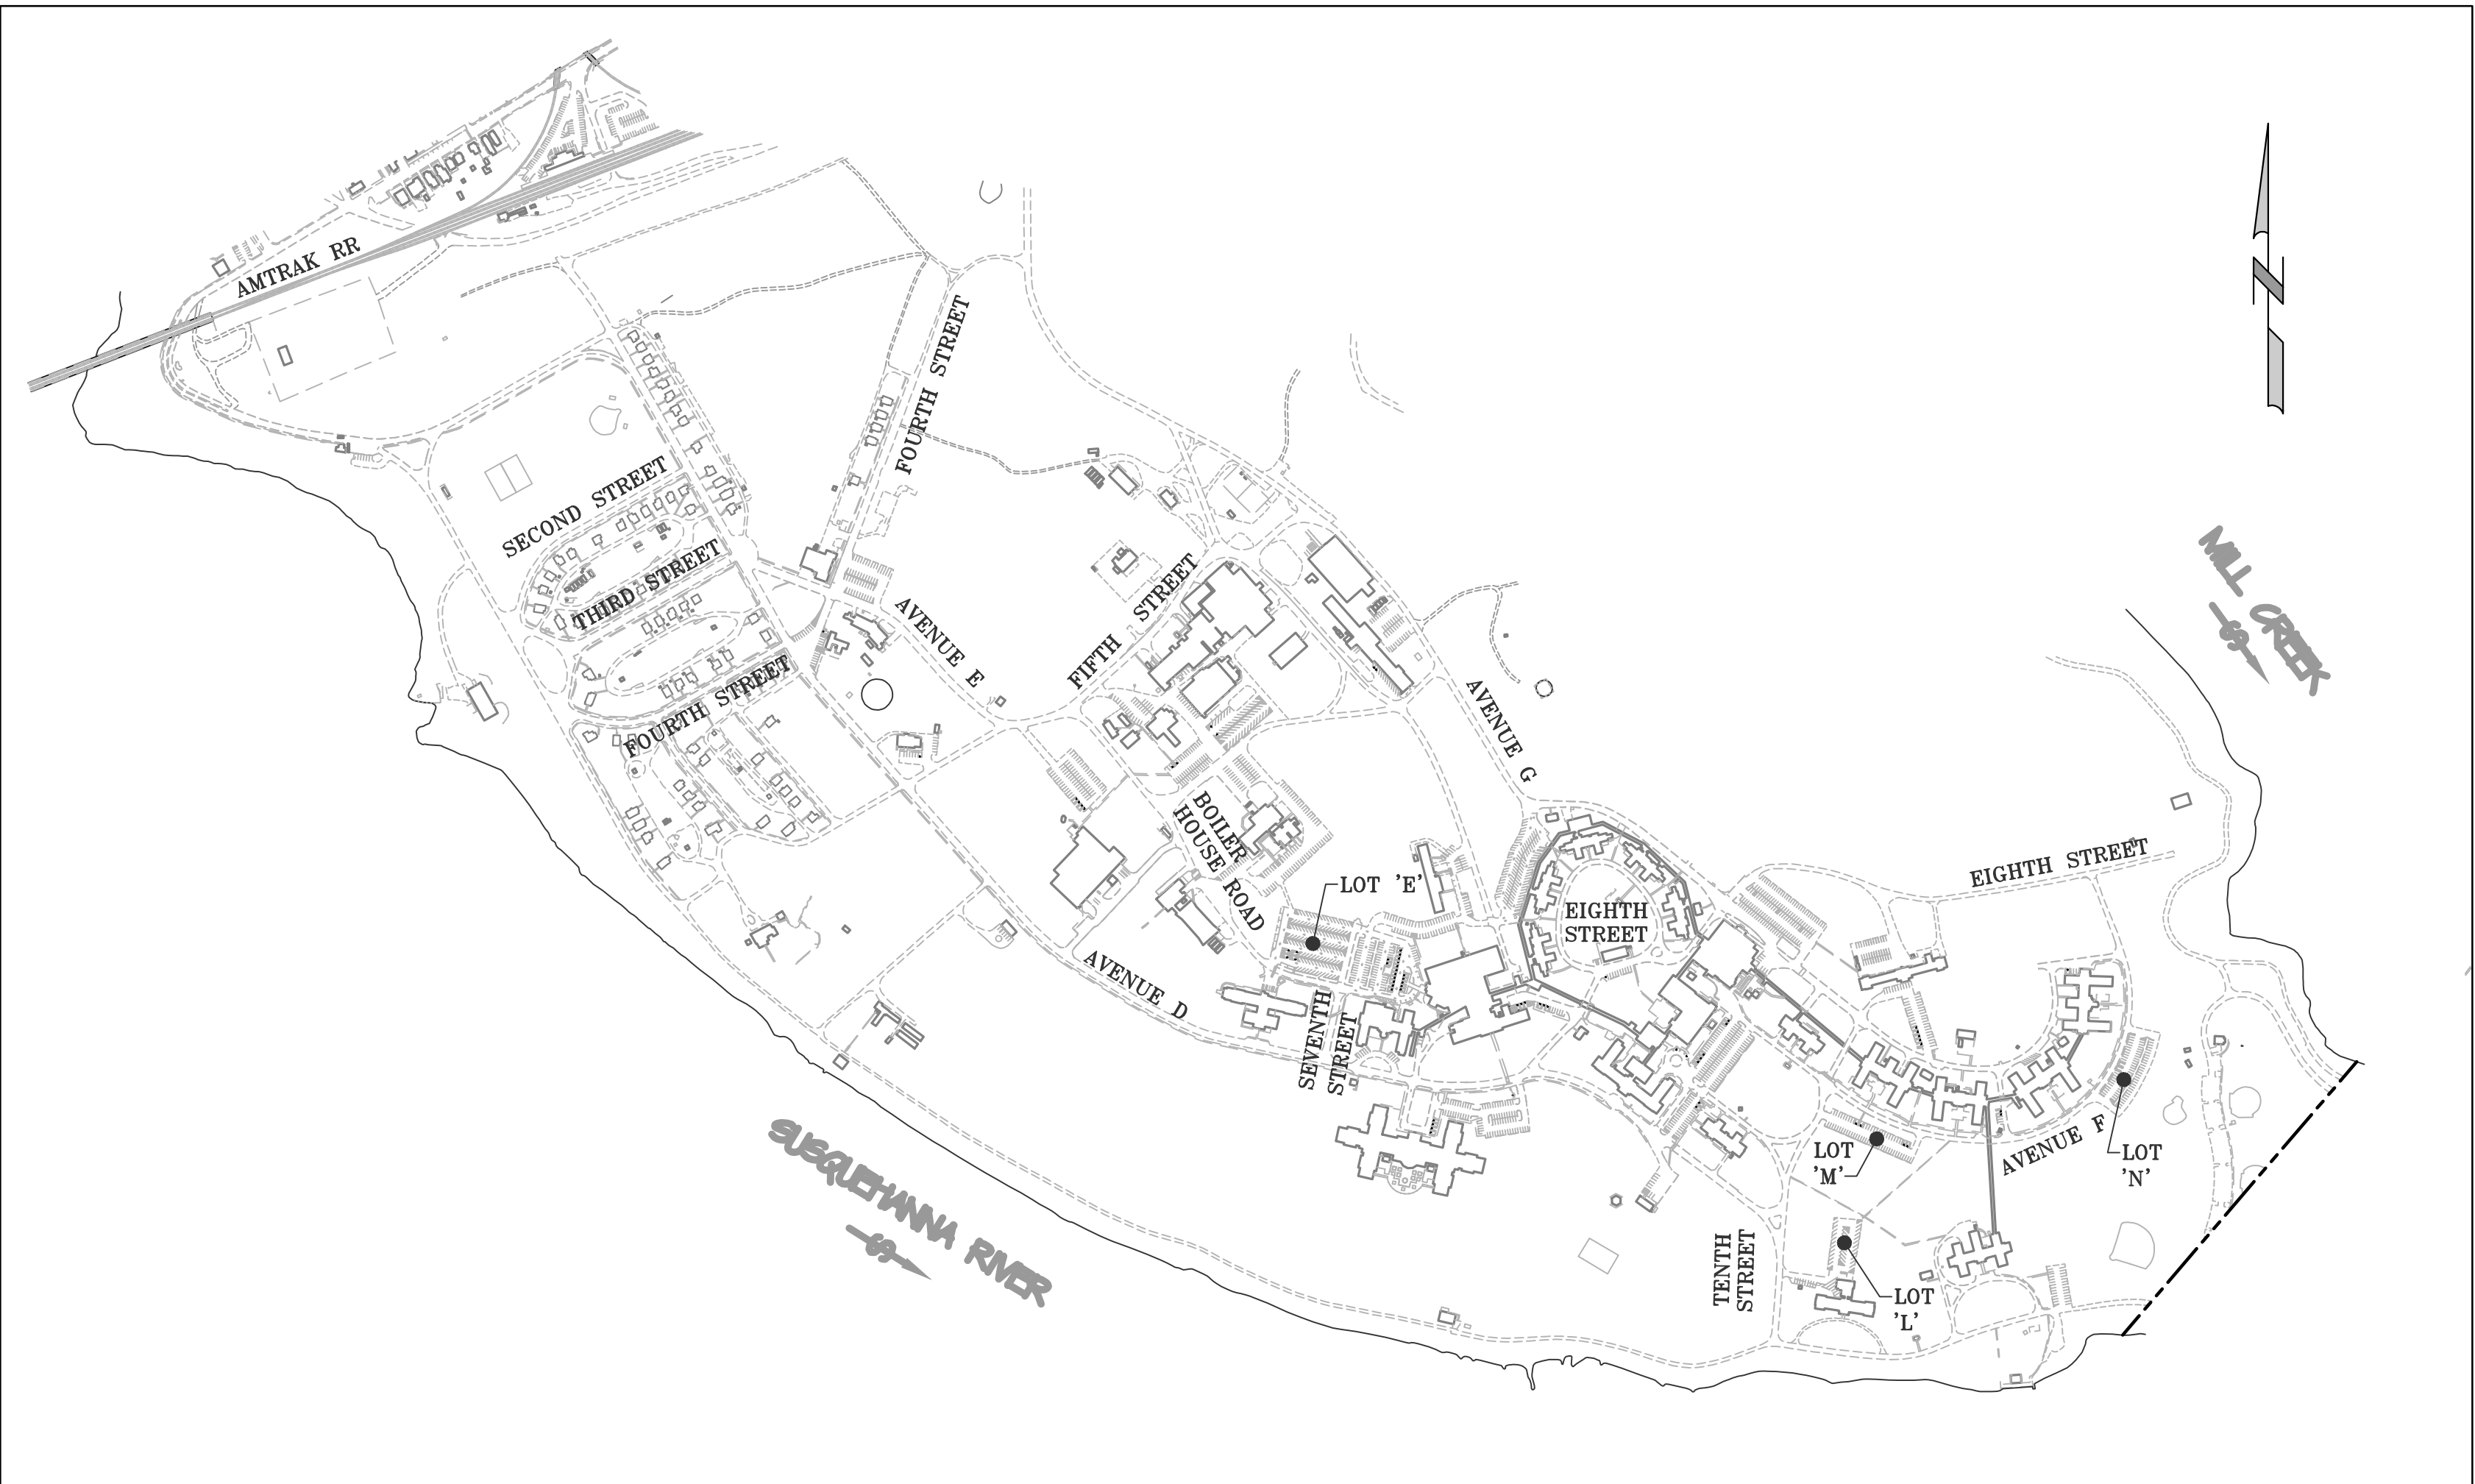 AMTRAK RR
FOURTH STREET
SECOND STREET
THIRD STREET
FOURTH STREET
AVENUE E
FIFTH STREET
MILL CREEK
AVENUE G
BOILER
HOUSE ROAD
LOT 'E'
EIGHTH
STREET
EIGHTH STREET
AVENUE D
SEVENTH
STREET
SUSQUEHANNA RIVER
LOT
'M'
AVENUE F
LOT
'N'
TENTH
STREET
LOT
'L'
N